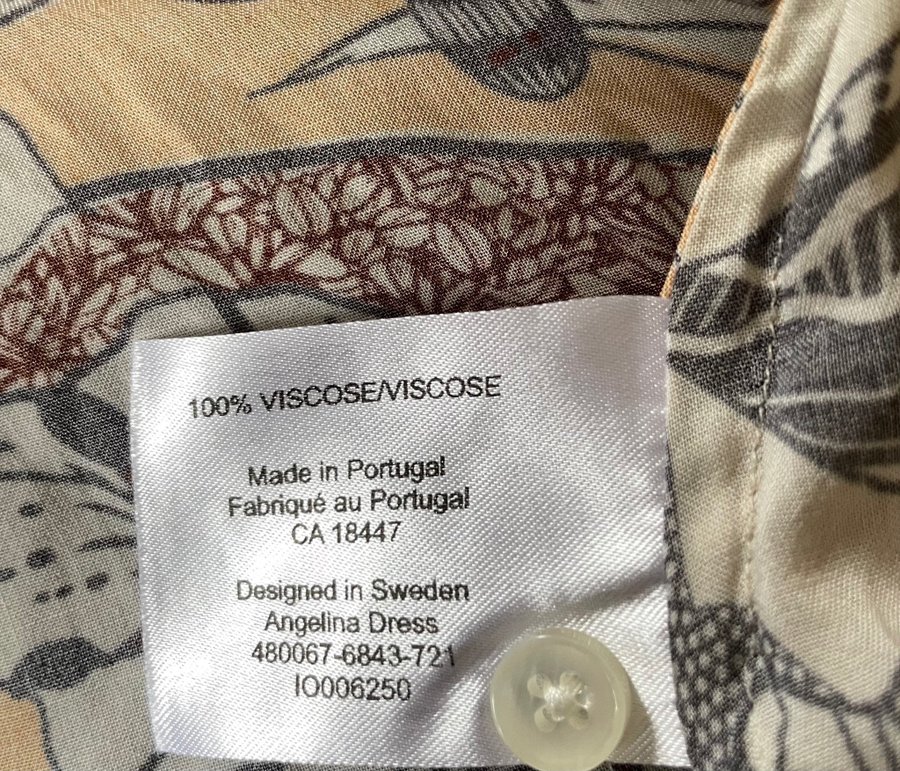 100% VISCOSE/VISCOSE
Made in Portugal
Fabriqué au Portugal
CA 18447
Designed in Sweden
Angelina Dress
480067-6843-721
IO006250